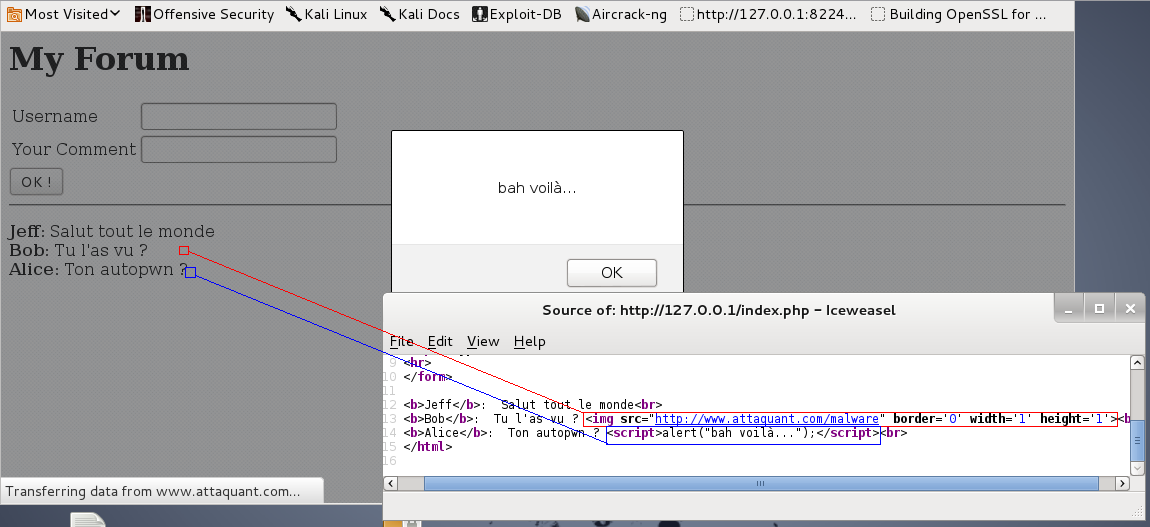 Most Visited Offensive Security Kali Linux Kali Docs Exploit-DB Aircrack-ng http://127.0.0.1:8224... Building OpenSSL for ...
My Forum
Username
Your Comment
OK !
bah voilà...
OK
Jeff: Salut tout le monde
Bob: Tu l'as vu ?
Alice: Ton autopwn ?
Source of: http://127.0.0.1/index.php - Iceweasel
File Edit View Help
9 <hr>
10 </form>
11
12 <b>Jeff</b>: Salut tout le monde<br>
13 <b>Bob</b>: Tu l'as vu ? <img src="http://www.attaquant.com/malware" border='0' width='1' height='1'><b
14 <b>Alice</b>: Ton autopwn ? <script>alert("bah voilà...");</script><br>
15 </html>
16
Transferring data from www.attaquant.com...